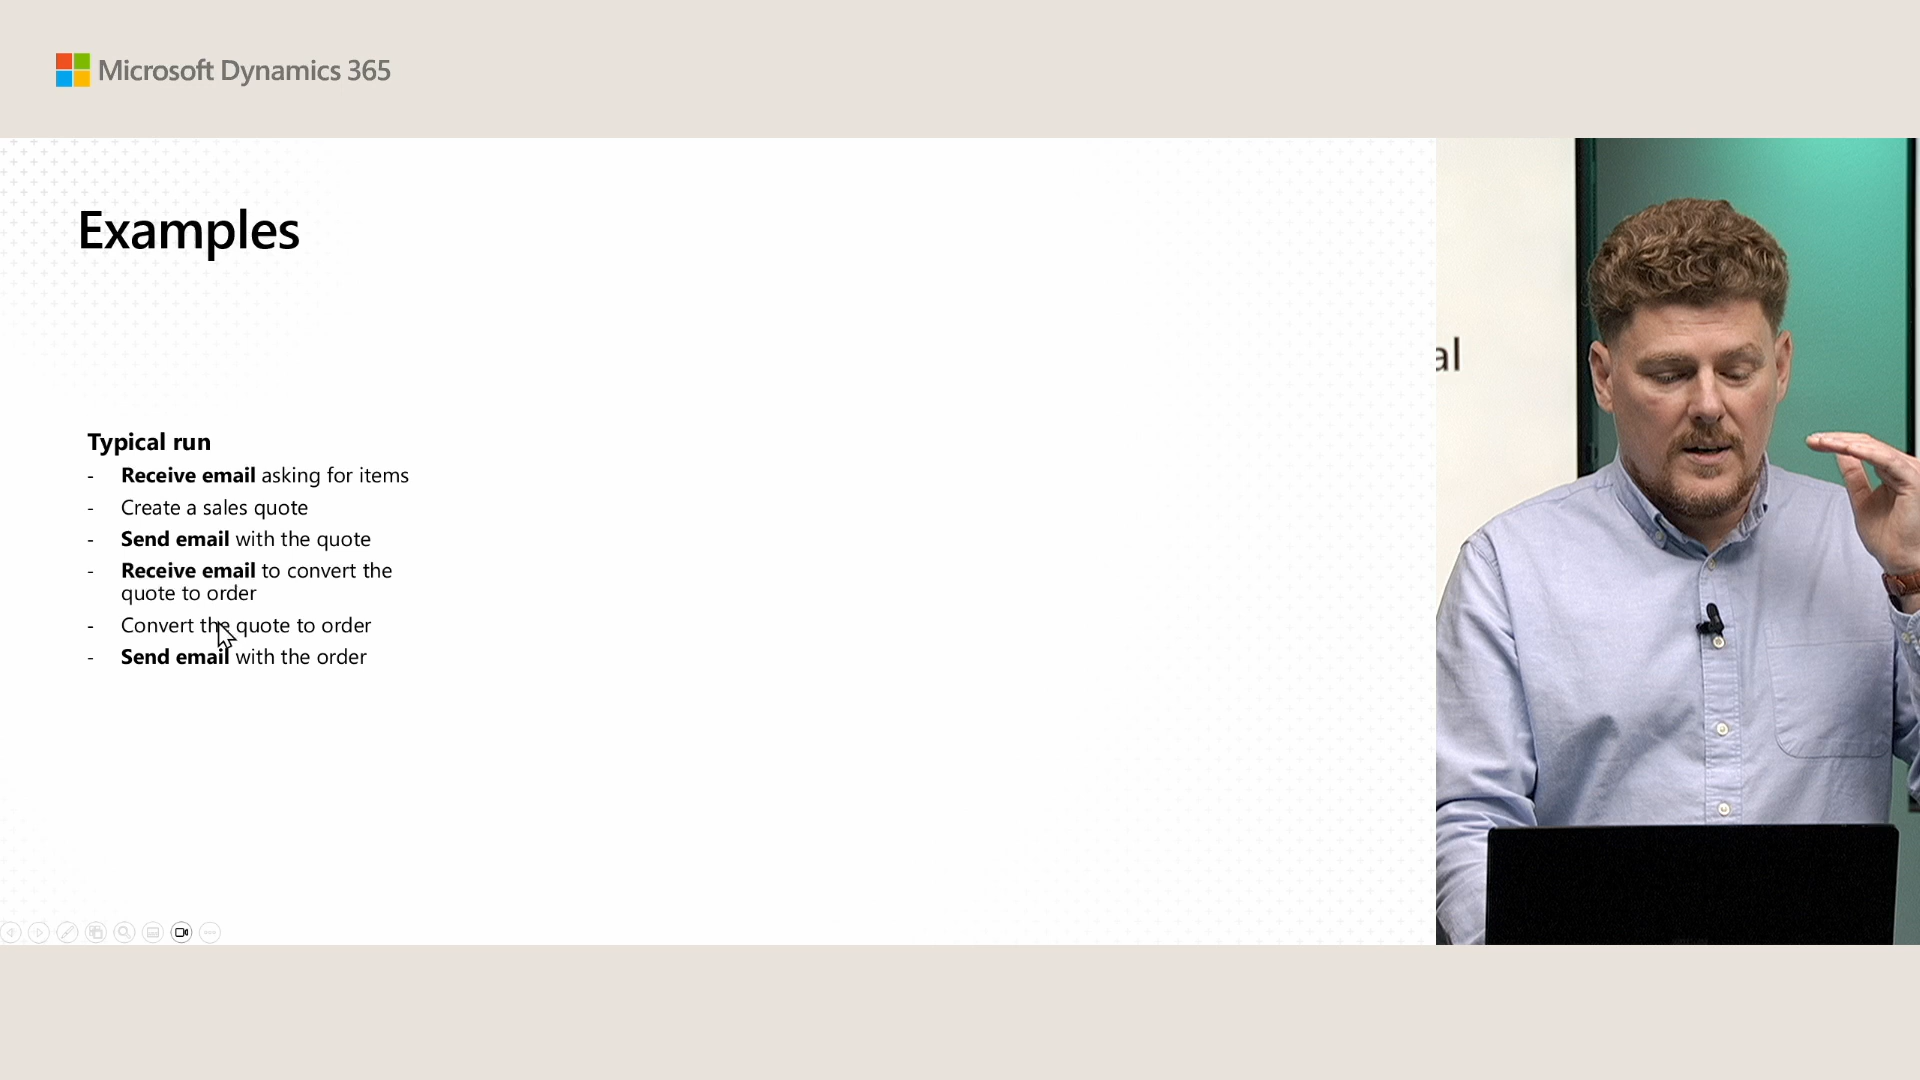 Microsoft Dynamics 365
Examples
al
Typical run
- Receive email asking for items
- Create a sales quote
- Send email with the quote
- Receive email to convert the
quote to order
- Convert the quote to order
- Send email with the order